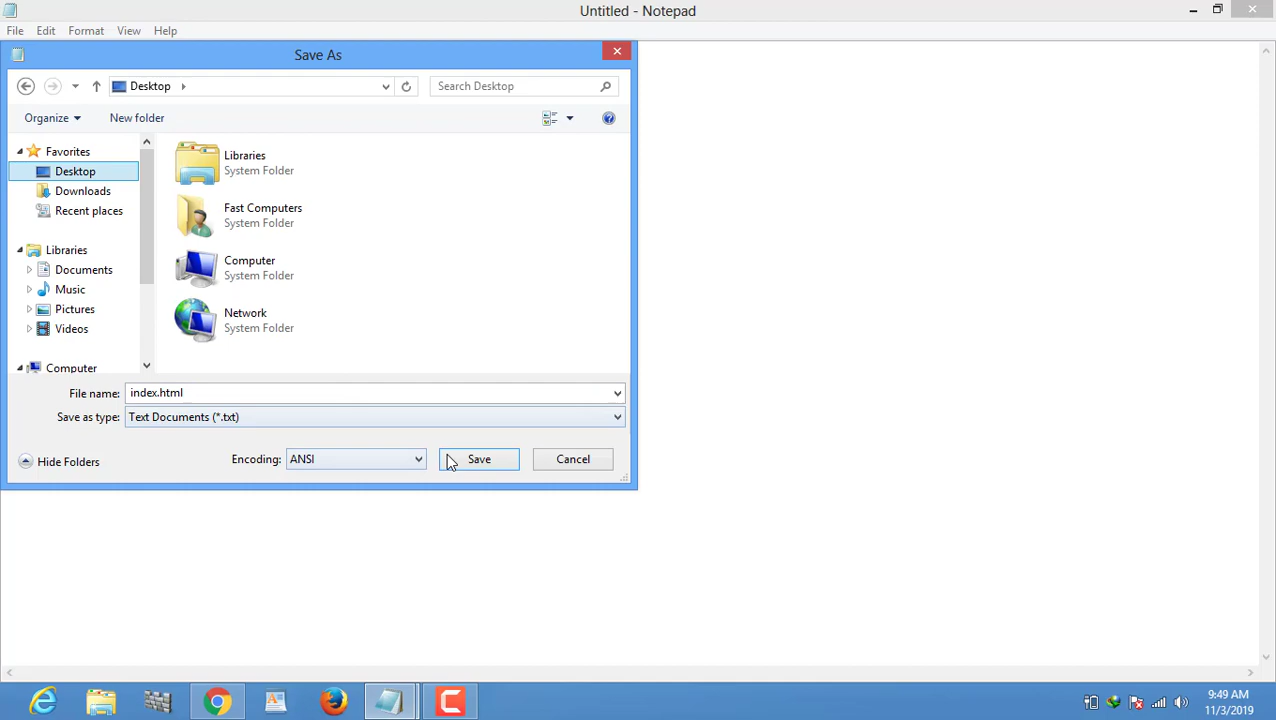 Untitled - Notepad
File Edit Format View Help
Save As
Desktop
Search Desktop
Organize New folder
Favorites
Desktop
Downloads
Recent places
Libraries
Documents
Music
Pictures
Videos
Computer
Libraries
System Folder
Fast Computers
System Folder
Computer
System Folder
Network
System Folder
File name: index.html
Save as type: Text Documents (*.txt)
Hide Folders Encoding: ANSI Save Cancel
9:49 AM
11/3/2019